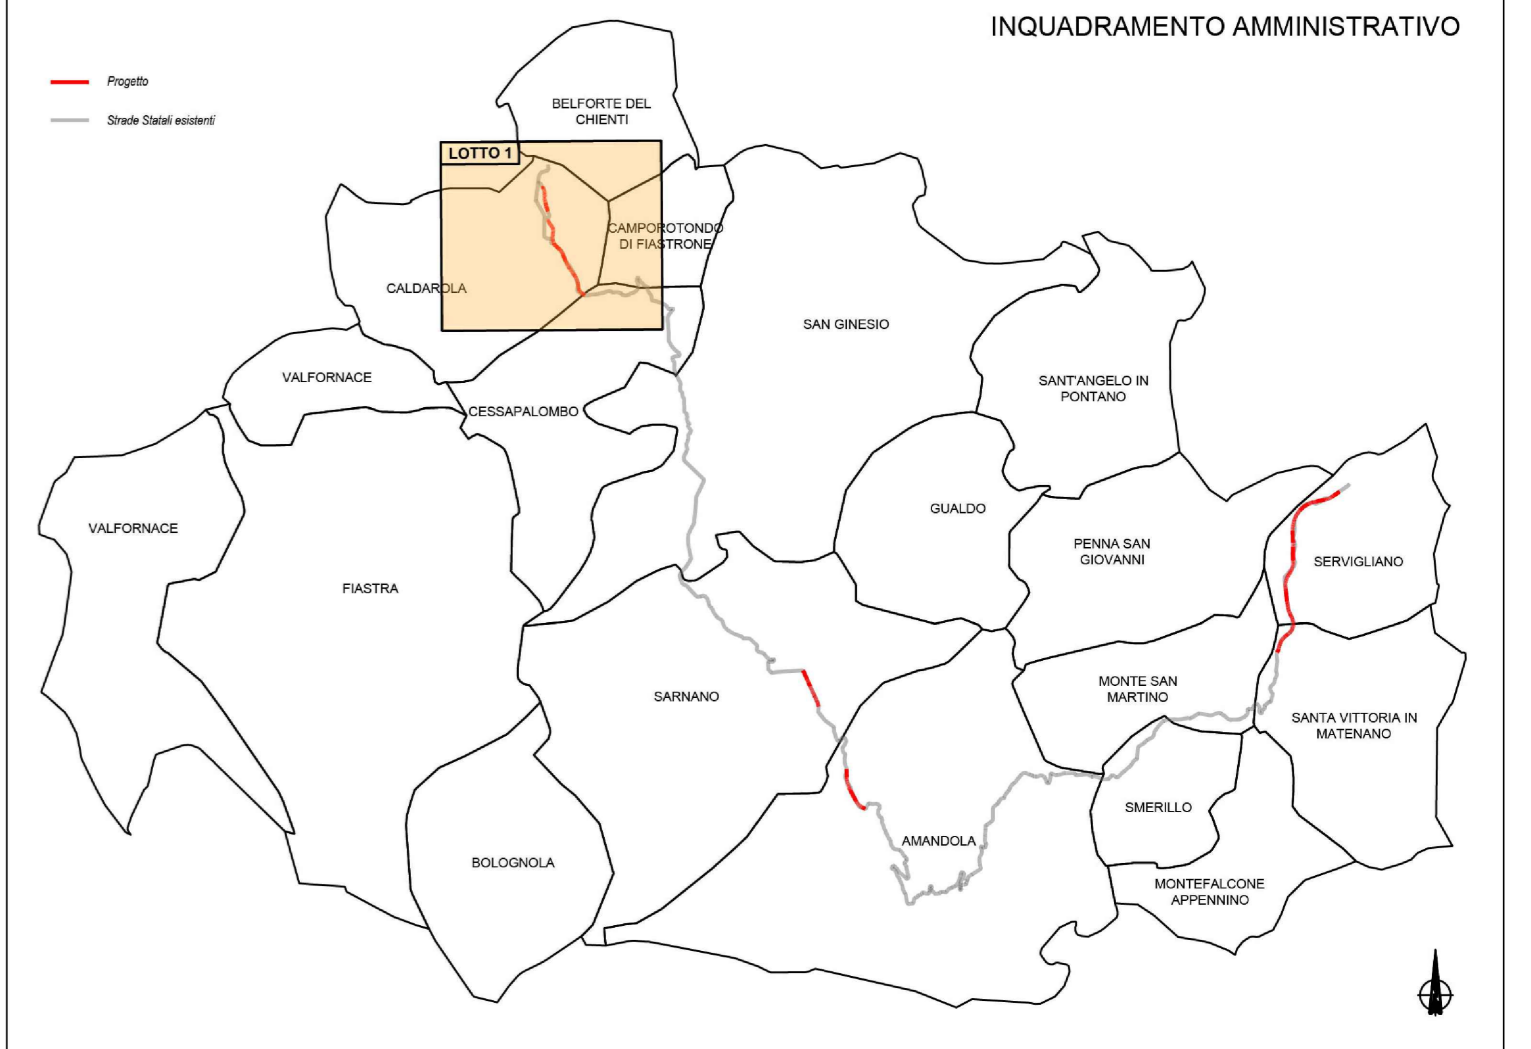 INQUADRAMENTO AMMINISTRATIVO
Progetto
Strade Statali esistenti
BELFORTE DEL
CHIENTI
LOTTO 1
CAMPOROTONDO
DI FIASTRONE
CALDAROLA
SAN GINESIO
VALFORNACE
SANT'ANGELO IN
PONTANO
CESSAPALOMBO
GUALDO
VALFORNACE
PENNA SAN
GIOVANNI
SERVIGLIANO
FIASTRA
MONTE SAN
MARTINO
SARNANO
SANTA VITTORIA IN
MATENANO
SMERILLO
AMANDOLA
BOLOGNOLA
MONTEFALCONE
APPENNINO